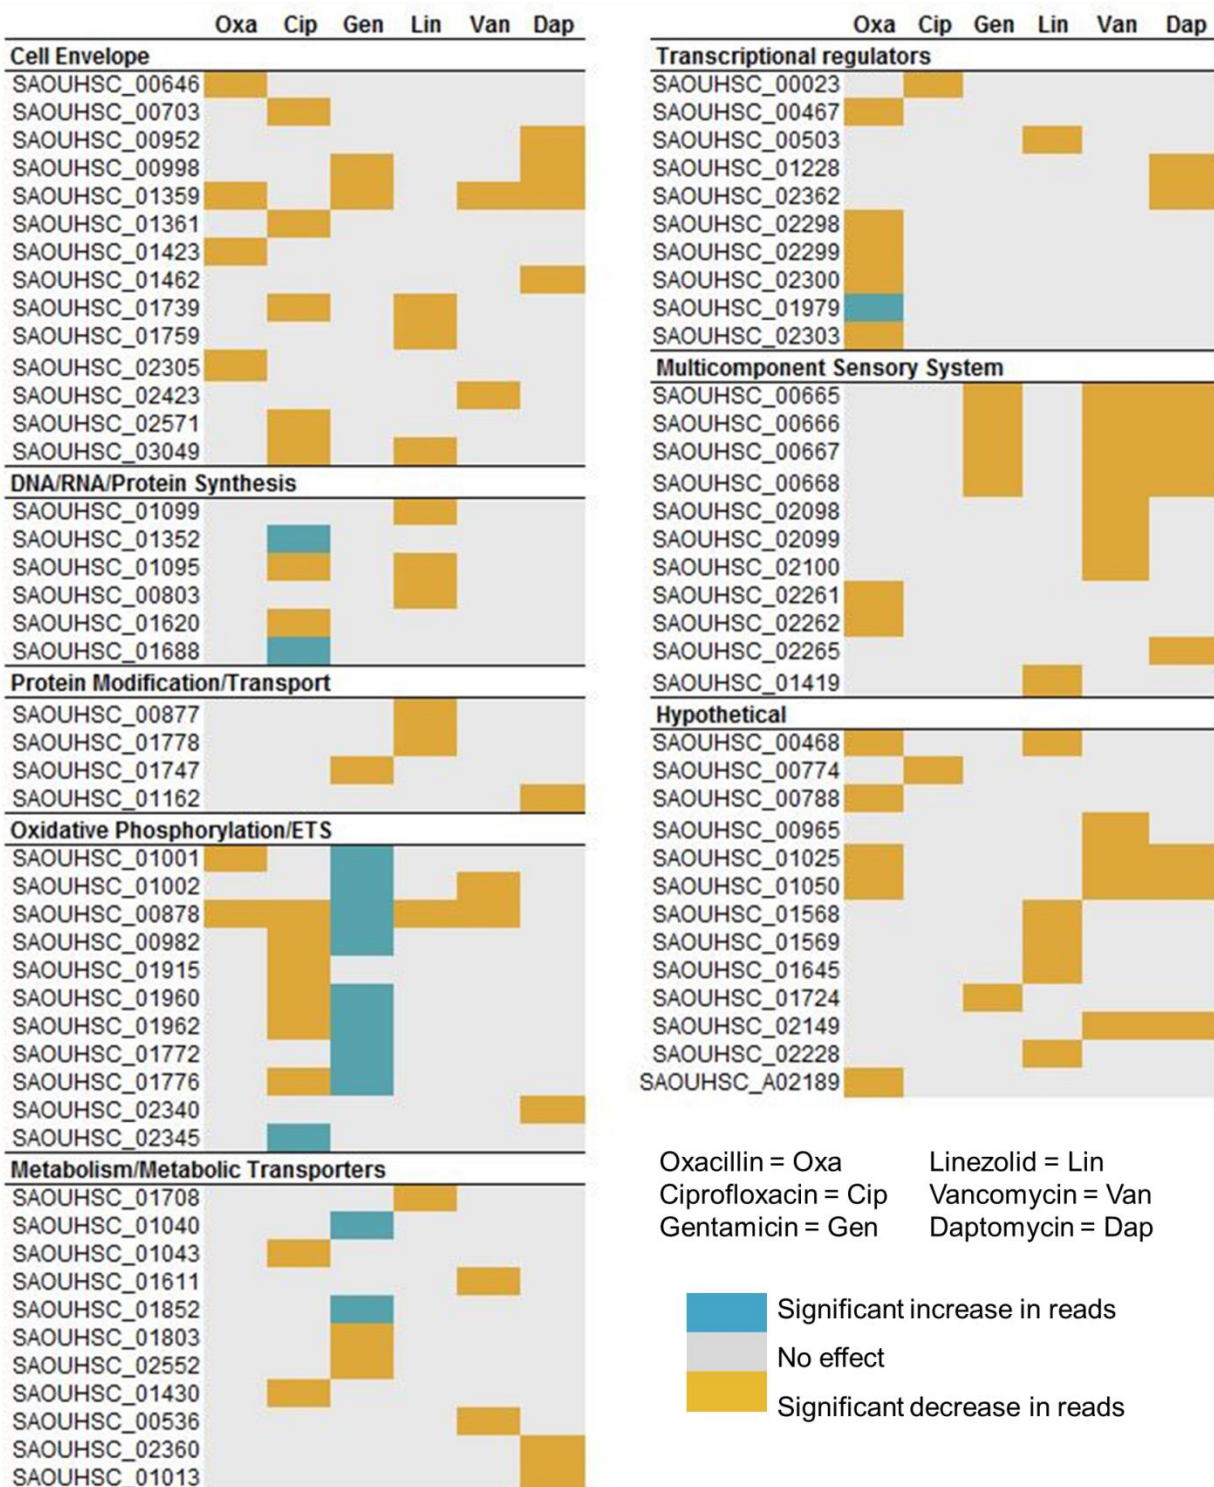 Oxa Cip Gen Lin Van Dap
Cell Envelope
SAOUHSC_00646
SAOUHSC_00703
SAOUHSC_00952
SAOUHSC_00998
SAOUHSC_01359
SAOUHSC_01361
SAOUHSC_01423
SAOUHSC_01462
SAOUHSC_01739
SAOUHSC_01759
SAOUHSC_02305
SAOUHSC_02423
SAOUHSC_02571
SAOUHSC_03049
DNA/RNA/Protein Synthesis
SAOUHSC_01099
SAOUHSC_01352
SAOUHSC_01095
SAOUHSC_00803
SAOUHSC_01620
SAOUHSC_01688
Protein Modification/Transport
SAOUHSC_00877
SAOUHSC_01778
SAOUHSC_01747
SAOUHSC_01162
Oxidative Phosphorylation/ETS
SAOUHSC_01001
SAOUHSC_01002
SAOUHSC_00878
SAOUHSC_00982
SAOUHSC_01915
SAOUHSC_01960
SAOUHSC_01962
SAOUHSC_01772
SAOUHSC_01776
SAOUHSC_02340
SAOUHSC_02345
Metabolism/Metabolic Transporters
SAOUHSC_01708
SAOUHSC_01040
SAOUHSC_01043
SAOUHSC_01611
SAOUHSC_01852
SAOUHSC_01803
SAOUHSC_02552
SAOUHSC_01430
SAOUHSC_00536
SAOUHSC_02360
SAOUHSC_01013
Oxa Cip Gen Lin Van Dap
Transcriptional regulators
SAOUHSC_00023
SAOUHSC_00467
SAOUHSC_00503
SAOUHSC_01228
SAOUHSC_02362
SAOUHSC_02298
SAOUHSC_02299
SAOUHSC_02300
SAOUHSC_01979
SAOUHSC_02303
Multicomponent Sensory System
SAOUHSC_00665
SAOUHSC_00666
SAOUHSC_00667
SAOUHSC_00668
SAOUHSC_02098
SAOUHSC_02099
SAOUHSC_02100
SAOUHSC_02261
SAOUHSC_02262
SAOUHSC_02265
SAOUHSC_01419
Hypothetical
SAOUHSC_00468
SAOUHSC_00774
SAOUHSC_00788
SAOUHSC_00965
SAOUHSC_01025
SAOUHSC_01050
SAOUHSC_01568
SAOUHSC_01569
SAOUHSC_01645
SAOUHSC_01724
SAOUHSC_02149
SAOUHSC_02228
SAOUHSC_A02189
Oxacillin = Oxa Linezolid = Lin
Ciprofloxacin = Cip Vancomycin = Van
Gentamicin = Gen Daptomycin = Dap
Significant increase in reads
No effect
Significant decrease in reads